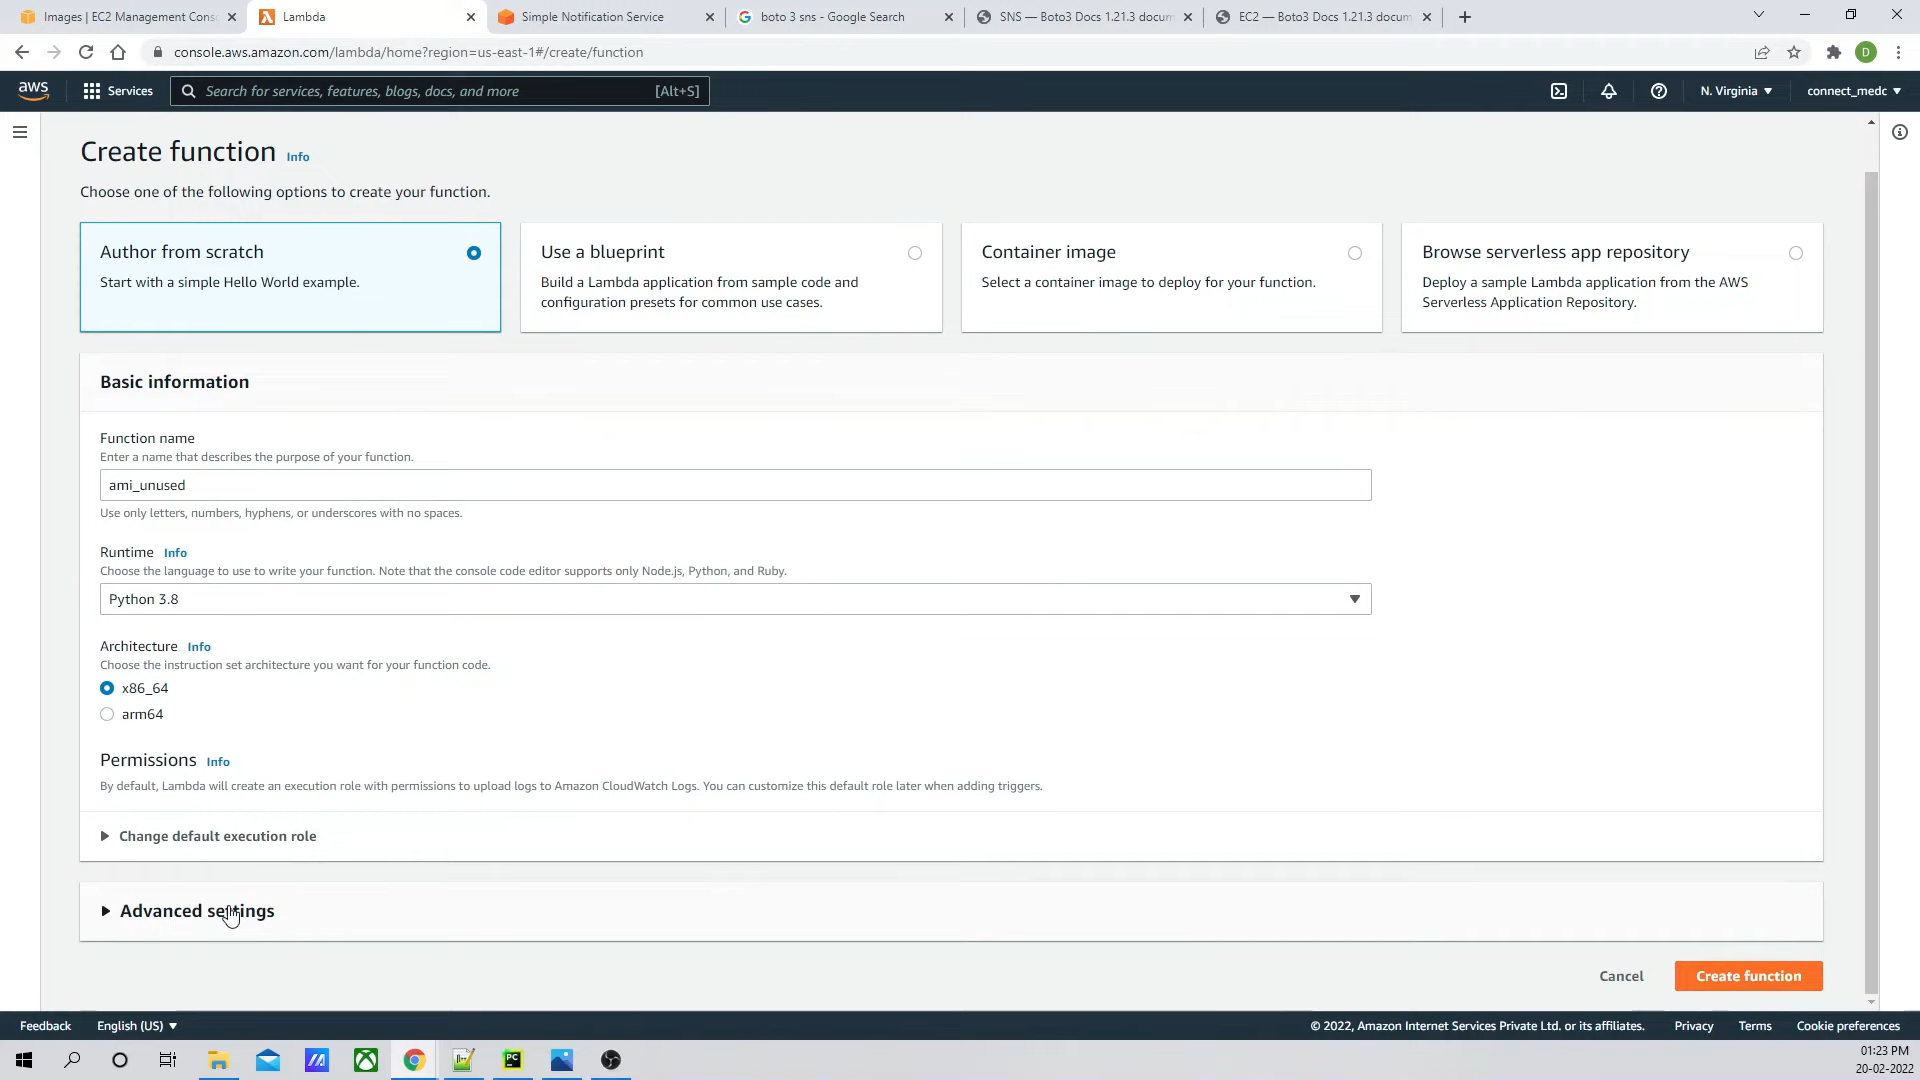 Images | EC2 Management Cons
Lambda
Simple Notification Service
boto 3 sns - Google Search
SNS — Boto3 Docs 1.21.3 docum
EC2 — Boto3 Docs 1.21.3 docum
console.aws.amazon.com/lambda/home?region=us-east-1#/create/function
D
aws
Services
Search for services, features, blogs, docs, and more
[Alt+S]
N. Virginia
connect_medc
Create function Info
Choose one of the following options to create your function.
Author from scratch
Start with a simple Hello World example.
Use a blueprint
Build a Lambda application from sample code and
configuration presets for common use cases.
Container image
Select a container image to deploy for your function.
Browse serverless app repository
Deploy a sample Lambda application from the AWS
Serverless Application Repository.
Basic information
Function name
Enter a name that describes the purpose of your function.
ami_unused
Use only letters, numbers, hyphens, or underscores with no spaces.
Runtime Info
Choose the language to use to write your function. Note that the console code editor supports only Node.js, Python, and Ruby.
Python 3.8
Architecture Info
Choose the instruction set architecture you want for your function code.
x86_64
arm64
Permissions Info
By default, Lambda will create an execution role with permissions to upload logs to Amazon CloudWatch Logs. You can customize this default role later when adding triggers.
Change default execution role
Advanced settings
Cancel
Create function
Feedback
English (US)
© 2022, Amazon Internet Services Private Ltd. or its affiliates.
Privacy
Terms
Cookie preferences
PC
01:23 PM
20-02-2022